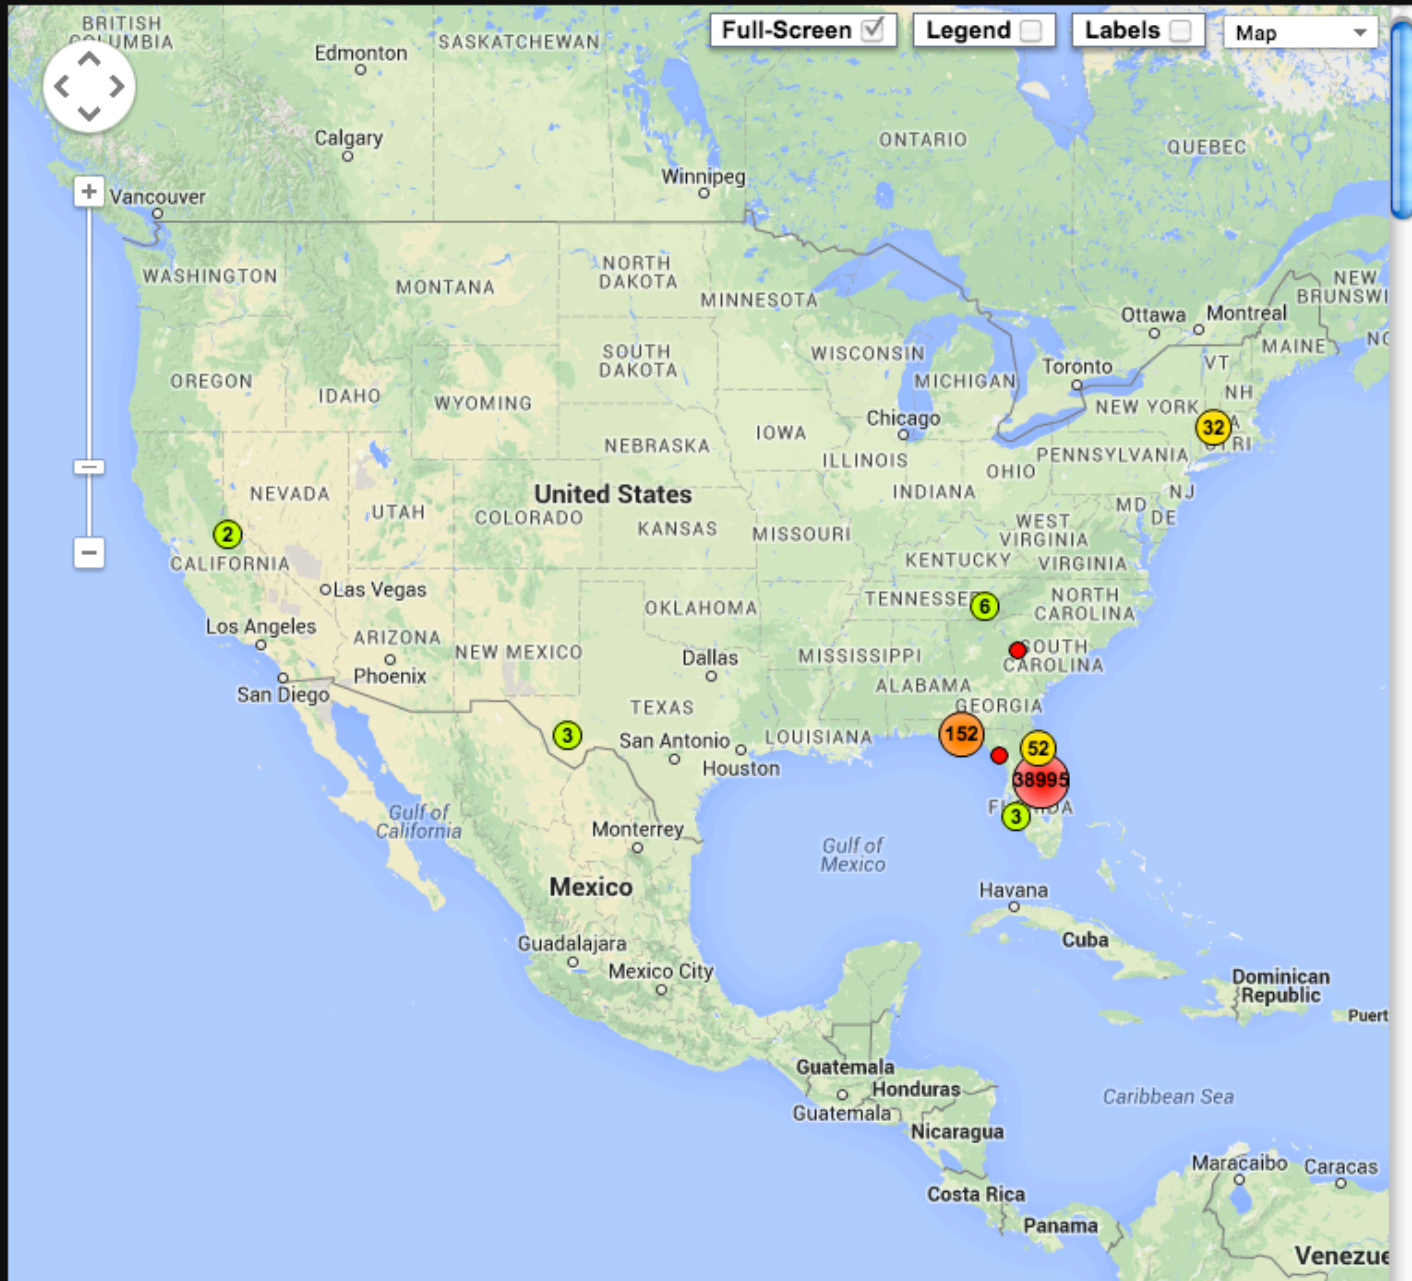 BRITISH
COLUMBIA
Edmonton
SASKATCHEWAN
Full-Screen
Legend
Labels
Map
Calgary
ONTARIO
QUEBEC
Winnipeg
Vancouver
WASHINGTON
MONTANA
NORTH
DAKOTA
MINNESOTA
NEW
BRUNSWI
Ottawa
Montreal
MAINE
NO
VT
OREGON
IDAHO
WYOMING
SOUTH
DAKOTA
WISCONSIN
MICHIGAN
Toronto
NH
NEW YORK
32
Chicago
NEBRASKA
IOWA
ILLINOIS
OHIO
PENNSYLVANIA
RI
NEVADA
UTAH
United States
COLORADO
KANSAS
MISSOURI
INDIANA
NJ
MD
DE
WEST
VIRGINIA
2
CALIFORNIA
KENTUCKY
VIRGINIA
Las Vegas
OKLAHOMA
TENNESSEE
6
NORTH
CAROLINA
Los Angeles
ARIZONA
Phoenix
NEW MEXICO
Dallas
MISSISSIPPI
SOUTH
CAROLINA
San Diego
TEXAS
ALABAMA
GEORGIA
3
San Antonio
Houston
LOUISIANA
152
52
38995
FLORIDA
3
Gulf of
California
Monterrey
Gulf of
Mexico
Mexico
Havana
Cuba
Guadalajara
Mexico City
Dominican
Republic
Puert
Guatemala
Honduras
Guatemala
Nicaragua
Caribbean Sea
Maracaibo
Caracas
Costa Rica
Panama
Venezue